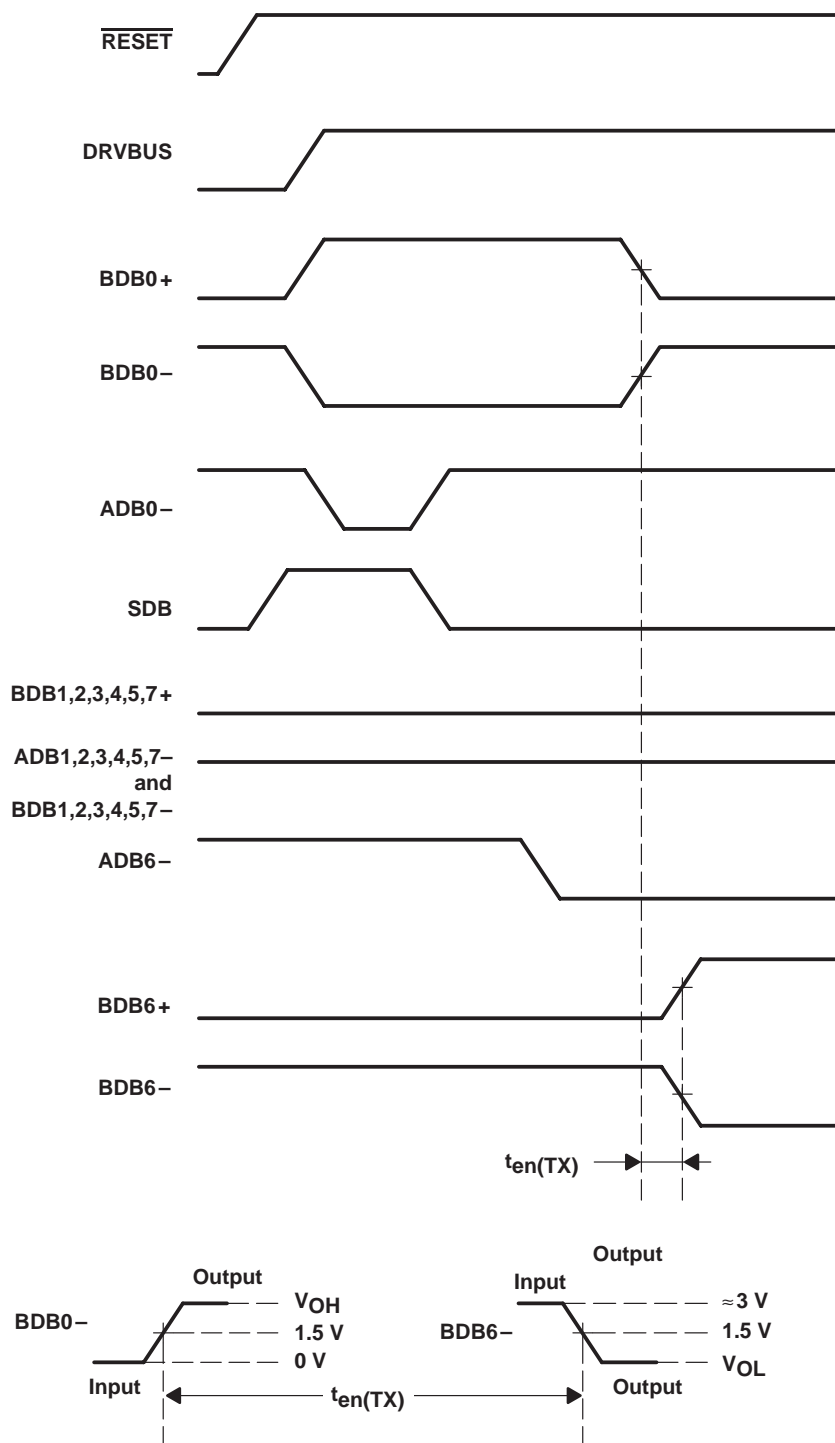 RESET
DRVBUS
BDB0+
BDB0–
ADB0–
SDB
BDB1,2,3,4,5,7+
ADB1,2,3,4,5,7–
and
BDB1,2,3,4,5,7–
ADB6–
BDB6+
BDB6–
ten(TX)
Output
Output
Input
VOH
≈3 V
BDB0–
1.5 V
BDB6–
1.5 V
0 V
VOL
Input
ten(TX)
Output